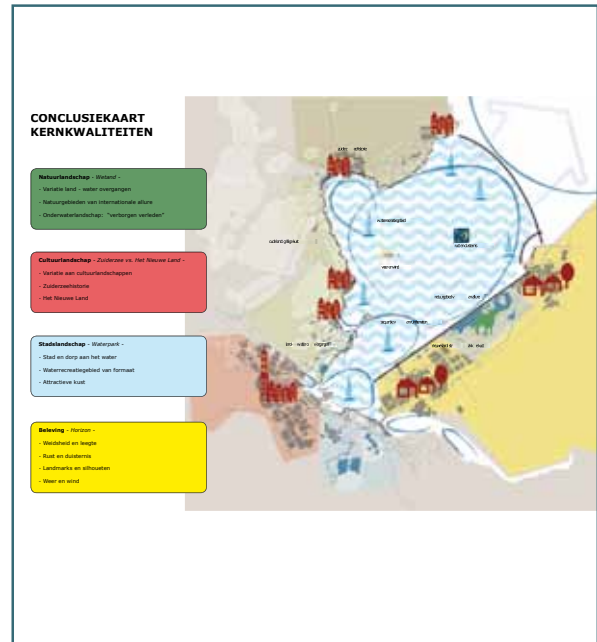 CONCLUSIEKAART
KERNKWALITEITEN
Natuurlandschap - Wetland -
- Variatie land - water overgangen
- Natuurgebieden van internationale allure
- Onderwaterlandschap: "verborgen verleden"
Cultuurlandschap - Zuiderzee vs. Het Nieuwe Land -
- Variatie aan cultuurlandschappen
- Zuiderzeehistorie
- Het Nieuwe Land
Stadelandschap - Waterpark -
- Stad en dorp aan het water
- Waterrecreatiegebied van formaat
- Attractieve kust
Beleving - Horizon -
- Weidsheid en leegte
- Rust en duisternis
- Landmarks en silhoueten
- Weer en wind